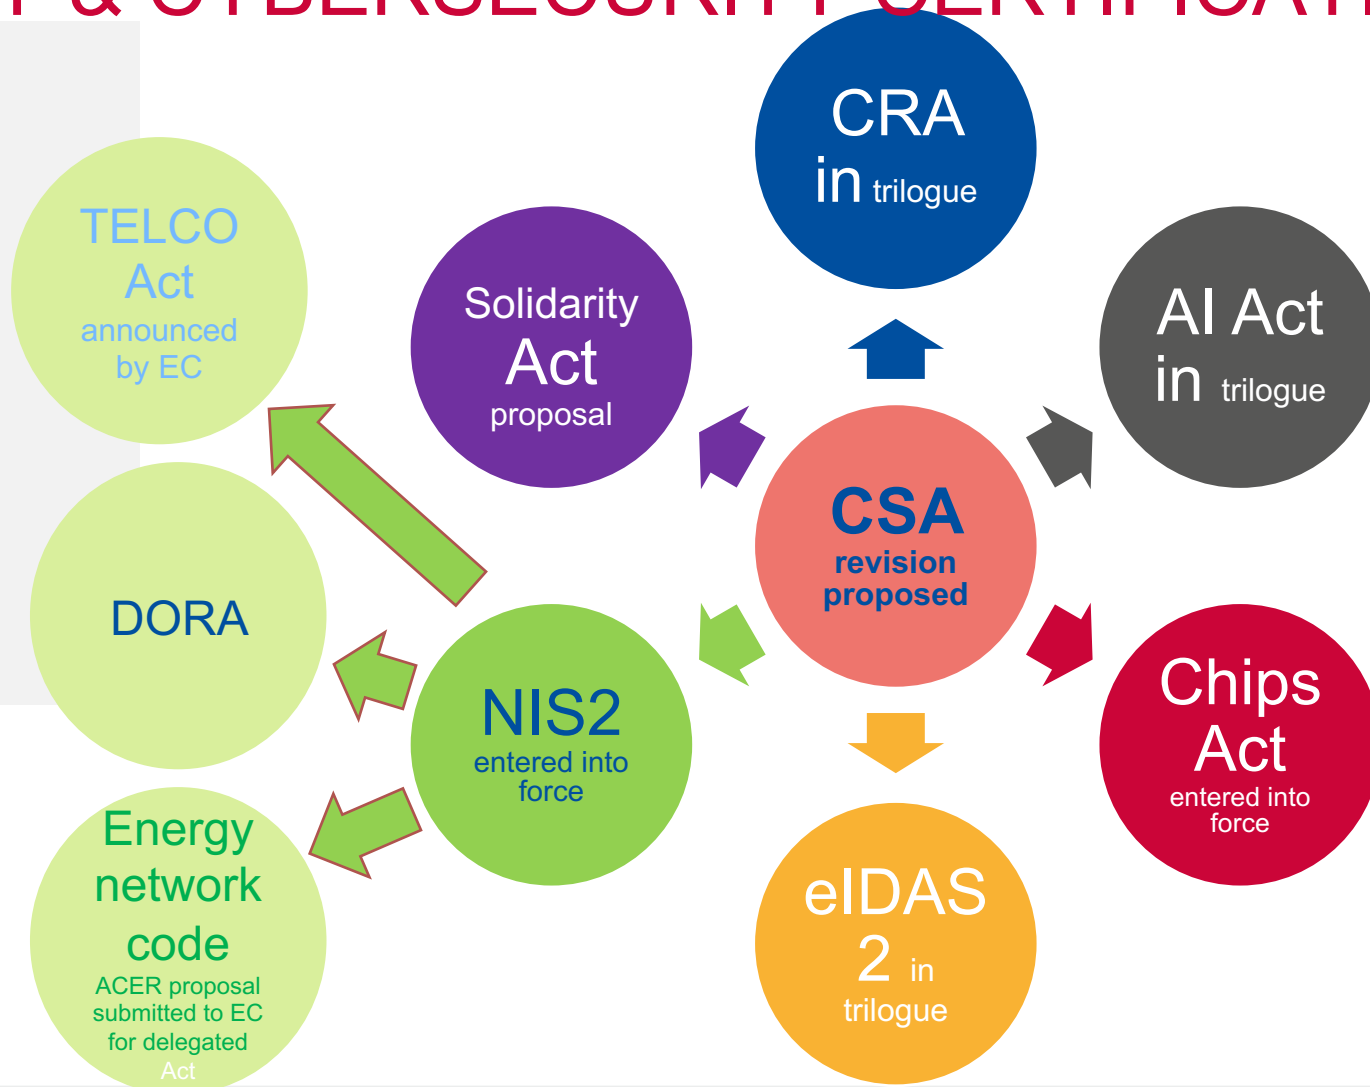 & CYBERSECURITY
CRA
in trilogue
TELCO
Act
announced
by EC
Solidarity
Act
proposal
AI Act
in trilogue
CSA
revision
proposed
DORA
NIS2
entered into
force
Chips
Act
entered into
force
Energy
network
code
ACER proposal
submitted to EC
for delegated
Act
eIDAS
2 in
trilogue